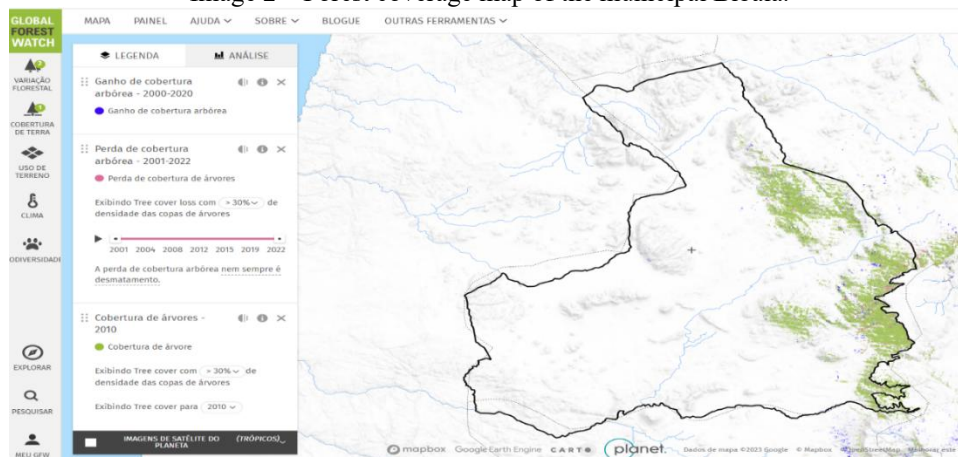 Image 2 – Forest coverage map of the municipal Bibala.
GLOBAL FOREST WATCH
MAPA PAINEL AJUDA SOBRE BLOGUE OUTRAS FERRAMENTAS
VARIAÇÃO FLORESTAL
COBERTURA DE TERRA
USO DE TERRENO
CLIMA
ODIVERSIDADI
EXPLORAR
PESQUISAR
MEU GFW
LEGENDA ANÁLISE
Ganho de cobertura
arbórea - 2000-2020
Ganho de cobertura arbórea
Perda de cobertura
arbórea - 2001-2022
Perda de cobertura de árvores
Exibindo Tree cover loss com > 30% de
densidade das copas de árvores
2001 2004 2008 2012 2015 2019 2022
A perda de cobertura arbórea nem sempre é
desmatamento.
Cobertura de árvores -
2010
Cobertura de árvore
Exibindo Tree cover com > 30% de
densidade das copas de árvores
Exibindo Tree cover para 2010
IMAGENS DE SATÉLITE DO PLANETA (TRÓPICOS)
mapbox Google Earth Engine CARTO planet. Dados de mapa ©2023 Google © Mapbox © OpenStreetMap este